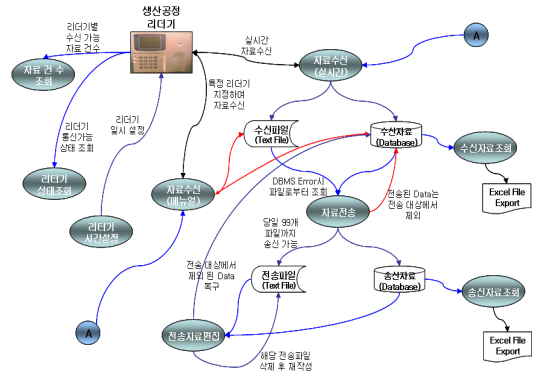 생산공정
리더기
리더기별
수신 가능
자료 건수
실시간
자료수신
A
자료수신
(실시간)
자료 건 수
조회
특정 리더기
지정하며
자료수신
리더기
통신가능
상태 조회
리더기
일시 설정
수신파일
(Text File)
수신자료
(Database)
수신자료조회
리터기
상태조회
자료수신
(메뉴얼)
DBMS Error시
파일로부터 조회
전송된 Data는
전송 대상에서
제외
Excel File
Export
리터기
시간설정
자료전송
당일 99개
파일까지
송신 가능
전송 대상에서
제외 된 Data
복구
전송파일
(Text File)
송신자료
(Database)
송신자료조회
A
전송자료편집
Excel File
Export
해당 전송파일
삭제 후 재작성